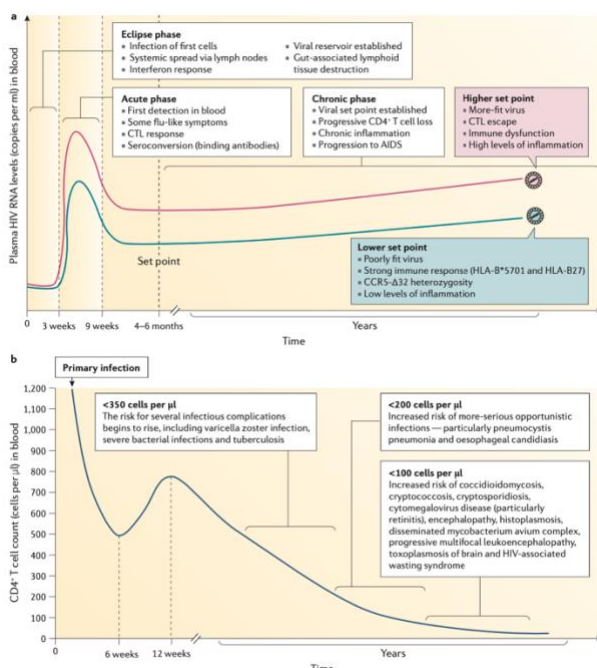 a
Eclipse phase
• Infection of first cells
• Systemic spread via lymph nodes
• Interferon response
• Viral reservoir established
• Gut-associated lymphoid
tissue destruction
Acute phase
• First detection in blood
• Some flu-like symptoms
• CTL response
• Seroconversion (binding antibodies)
Chronic phase
• Viral set point established
• Progressive CD4⁺ T cell loss
• Chronic inflammation
• Progression to AIDS
Higher set point
• More-fit virus
• CTL escape
• Immune dysfunction
• High levels of inflammation
Plasma HIV RNA levels (copies per ml) in blood
Set point
Lower set point
• Poorly fit virus
• Strong immune response (HLA-B*5701 and HLA-B27)
• CCR5-Δ32 heterozygosity
• Low levels of inflammation
0 3 weeks 9 weeks 4–6 months Years
Time
b
Primary infection
<350 cells per μl
The risk for several infectious complications
begins to rise, including varicella zoster infection,
severe bacterial infections and tuberculosis
<200 cells per μl
Increased risk of more-serious opportunistic
infections — particularly pneumocystis
pneumonia and oesophageal candidiasis
<100 cells per μl
Increased risk of coccidioidomycosis,
cryptococcosis, cryptosporidiosis,
cytomegalovirus disease (particularly
retinitis), encephalopathy, histoplasmosis,
disseminated mycobacterium avium complex,
progressive multifocal leukoencephalopathy,
toxoplasmosis of brain and HIV-associated
wasting syndrome
CD4⁺ T cell count (cells per μl) in blood
1,200
1,100
1,000
900
800
700
600
500
400
300
200
100
0
0 6 weeks 12 weeks Years
Time